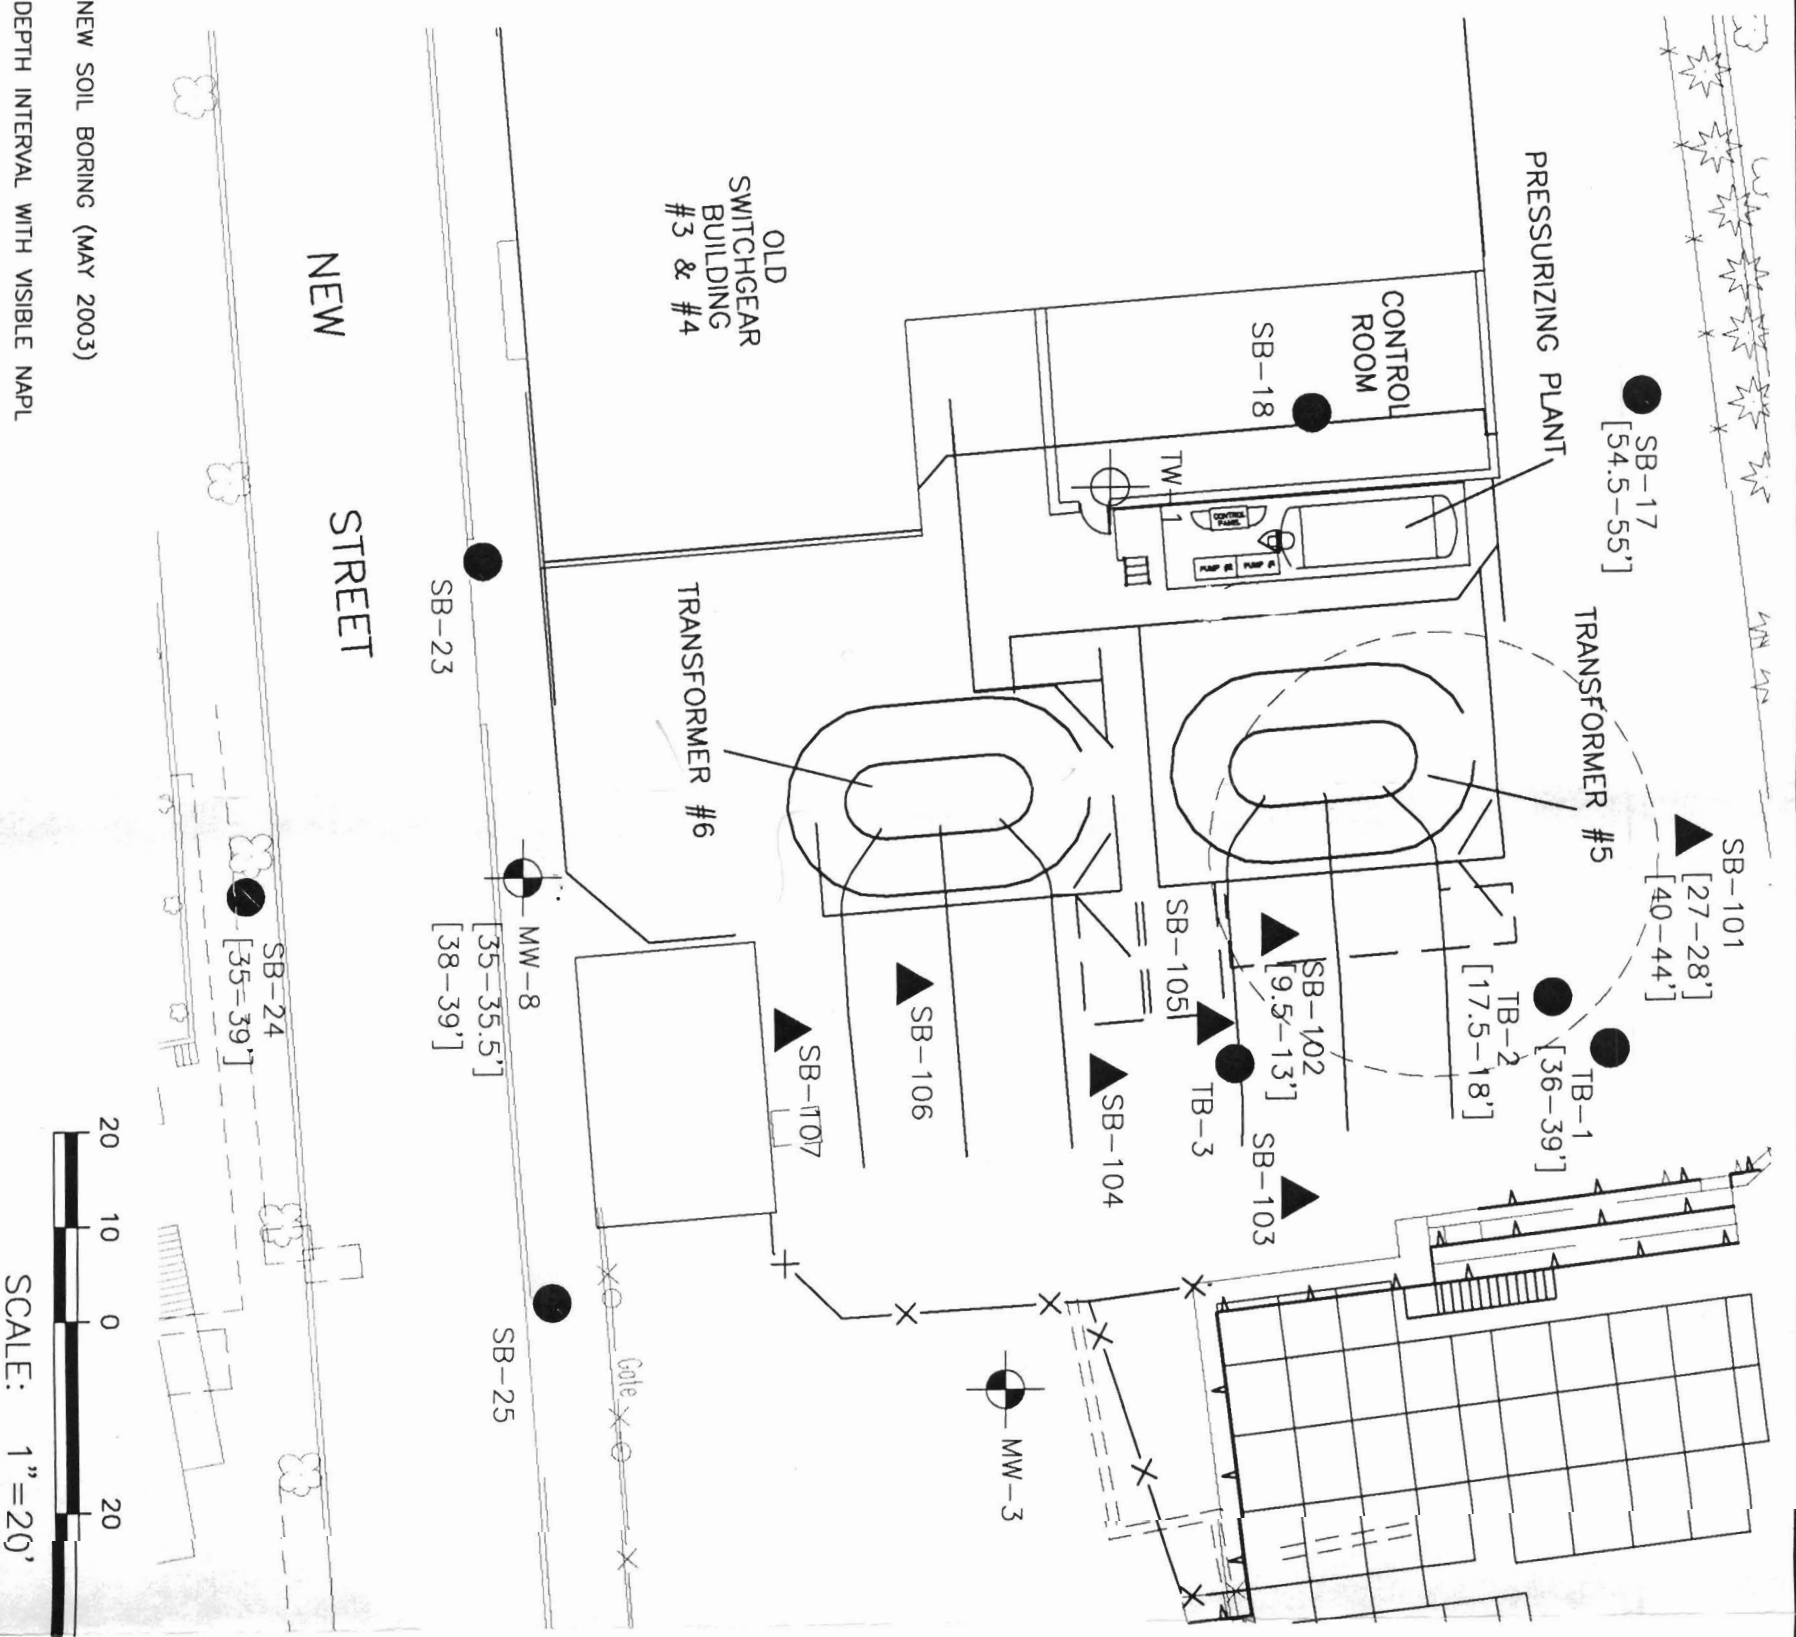 NEW SOIL BORING (MAY 2003)
DEPTH INTERVAL WITH VISIBLE NAPL
PRESSURIZING PLANT
SB-17
[54.5-55']
CONTROL
ROOM
SB-18
TW-1
CONTROL
PANEL
PUMP #2
PUMP #1
OLD
SWITCHGEAR
BUILDING
#3 & #4
NEW STREET
SB-23
TRANSFORMER #5
TRANSFORMER #6
SB-101
[27-28']
[40-44']
TB-1
[36-39']
TB-2
[17.5-18']
SB-102
[9.5-13']
SB-105
TB-3
SB-103
SB-104
SB-106
SB-107
MW-8
[35-35.5']
[38-39']
SB-24
[35-39']
SB-25
Gate
MW-3
20 10 0 20
SCALE: 1"=20'